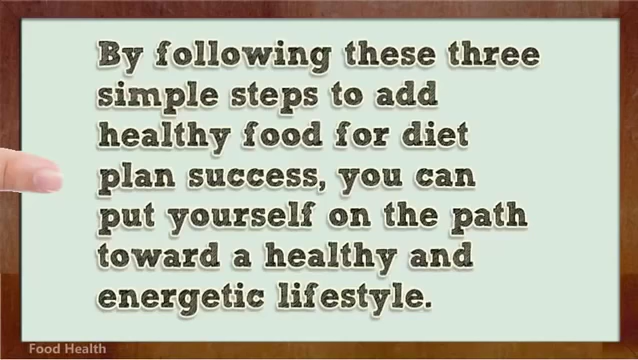 By following these three
simple steps to add
healthy food for diet
plan success, you can
put yourself on the path
toward a healthy and
energetic lifestyle.
Food Health